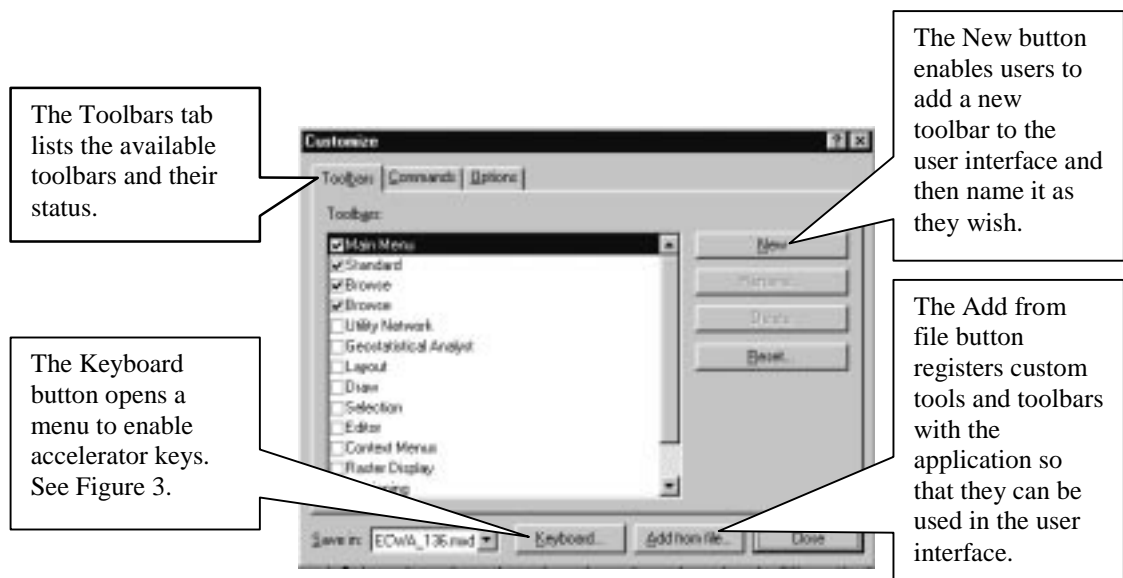 The New button
enables users to
add a new
toolbar to the
user interface and
then name it as
they wish.
The Toolbars tab
lists the available
toolbars and their
status.
Customize
Toolbars Commands Options
Toolbars:
Main Menu
Standard
Browse
Browse
Utility Network
Geostatistical Analyst
Layout
Draw
Selection
Editor
Context Menus
Raster Display
New...
Rename...
Delete
Reset...
The Keyboard
button opens a
menu to enable
accelerator keys.
See Figure 3.
The Add from
file button
registers custom
tools and toolbars
with the
application so
that they can be
used in the user
interface.
Save in: ECWA_136.mxd Keyboard... Add from file... Close